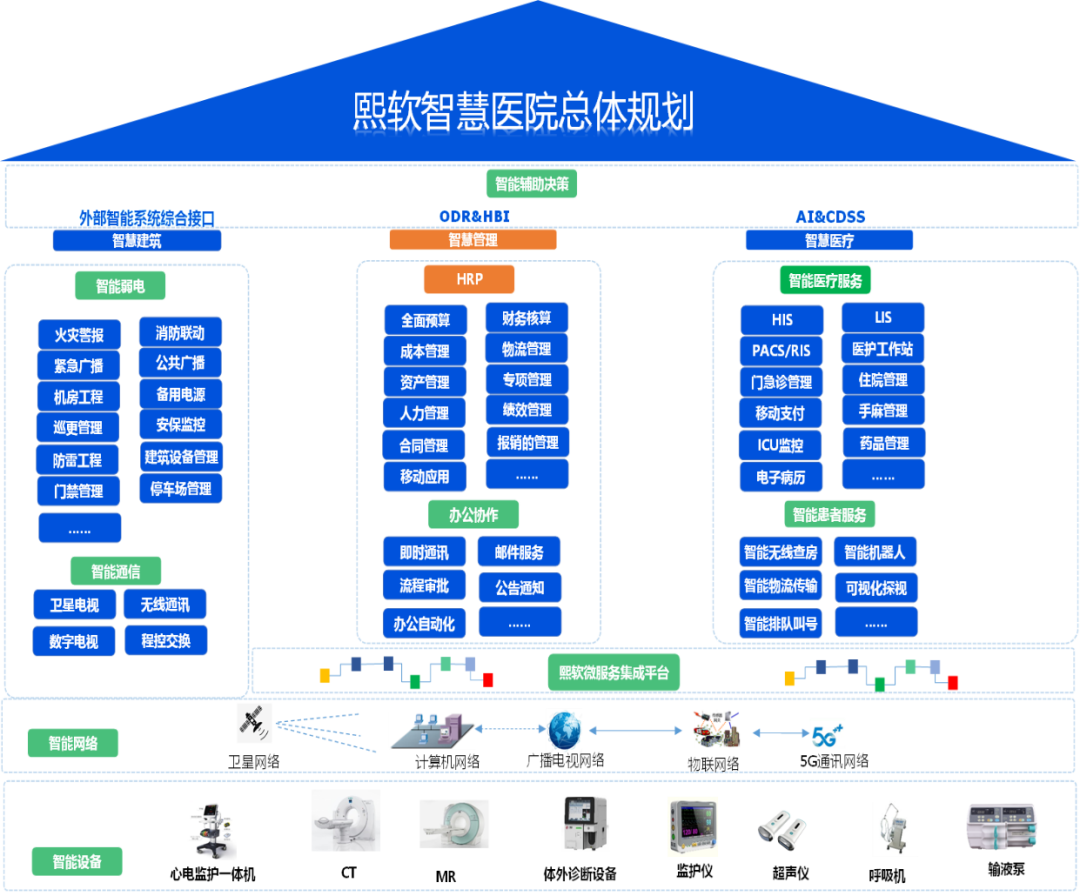 熙软智慧医院总体规划
智能辅助决策
外部智能系统综合接口
ODR&HBI
AI&CDSS
智慧建筑
智慧管理
智慧医疗
智能弱电
火灾警报
消防联动
紧急广播
公共广播
机房工程
备用电源
巡更管理
安保监控
防雷工程
建筑设备管理
门禁管理
停车场管理
……
智能通信
卫星电视
无线通讯
数字电视
程控交换
HRP
全面预算
财务核算
成本管理
物流管理
资产管理
专项管理
人力管理
绩效管理
合同管理
报销的管理
移动应用
……
办公协作
即时通讯
邮件服务
流程审批
公告通知
办公自动化
……
智能医疗服务
HIS
LIS
PACS/RIS
医护工作站
门急诊管理
住院管理
移动支付
手麻管理
ICU监控
药品管理
电子病历
……
智能患者服务
智能无线查房
智能机器人
智能物流传输
可视化探视
智能排队叫号
……
熙软微服务集成平台
智能网络
卫星网络
计算机网络
广播电视网络
物联网络
5G
5G通讯网络
智能设备
心电监护一体机
CT
MR
体外诊断设备
监护仪
超声仪
呼吸机
输液泵